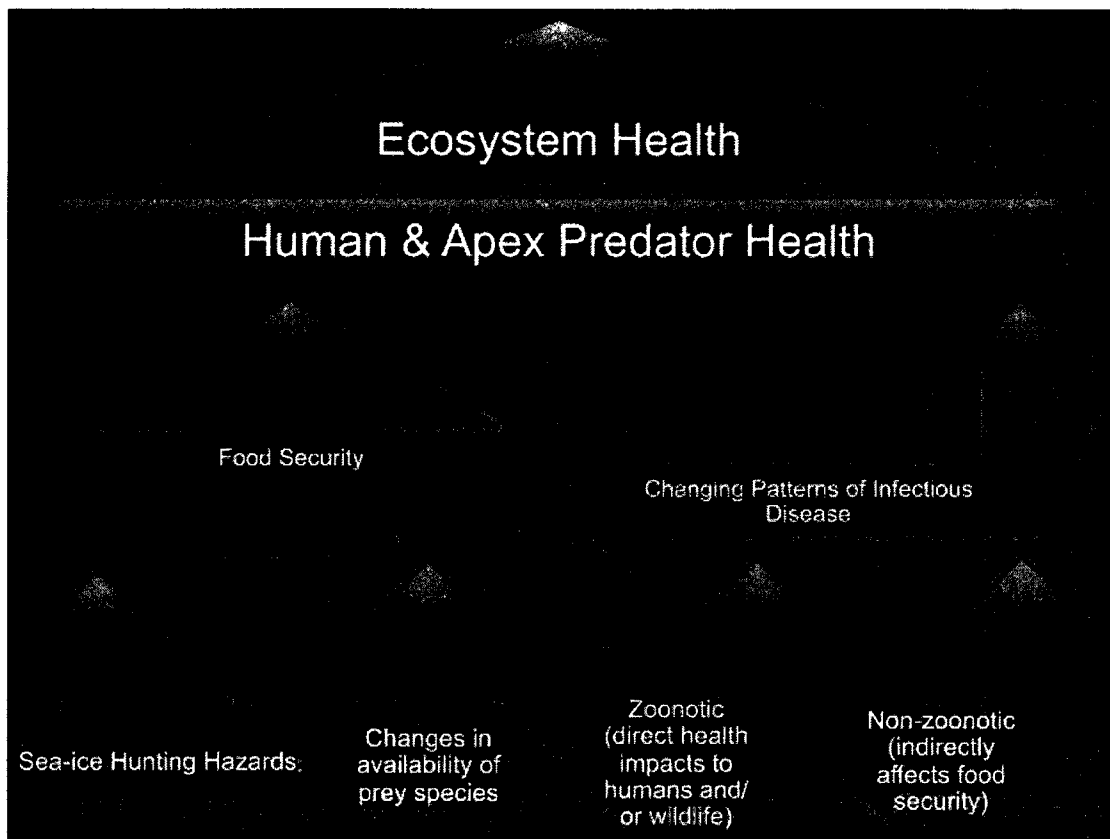 Ecosystem Health
Human & Apex Predator Health
Food Security
Changing Patterns of Infectious
Disease
Sea-ice Hunting Hazards
Changes in
availability of
prey species
Zoonotic
(direct health
impacts to
humans and/
or wildlife)
Non-zoonotic
(indirectly
affects food
security)